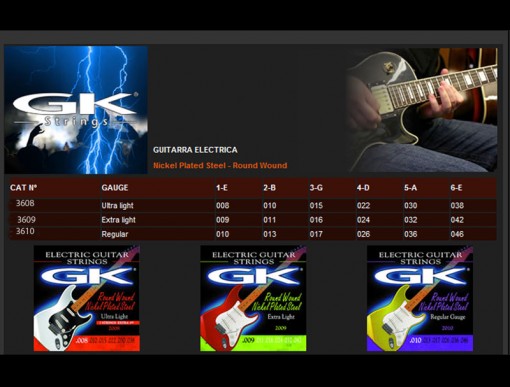 GK®
Strings
GUITARRA ELECTRICA
Nickel Plated Steel - Round Wound
CAT Nº GAUGE 1-E 2-B 3-G 4-D 5-A 6-E
3608 Ultra light 008 010 015 022 030 038
3609 Extra light 009 011 016 024 032 042
3610 Regular 010 013 017 026 036 046
ELECTRIC GUITAR
STRINGS
GK
Round Wound
Nickel Plated Steel
Ultra Light
.008
ELECTRIC GUITAR
STRINGS
GK
Round Wound
Nickel Plated Steel
Extra Light
2009
.009
ELECTRIC GUITAR
STRINGS
GK
Round Wound
Nickel Plated Steel
Regular Gauge
2010
.010